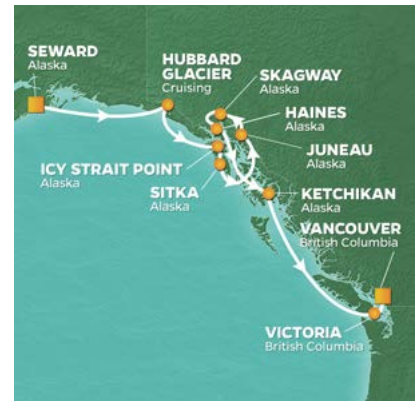 SEWARD
Alaska
HUBBARD
GLACIER
Cruising
SKAGWAY
Alaska
HAINES
Alaska
JUNEAU
Alaska
ICY STRAIT POINT
Alaska
SITKA
Alaska
KETCHIKAN
Alaska
VANCOUVER
British Columbia
VICTORIA
British Columbia